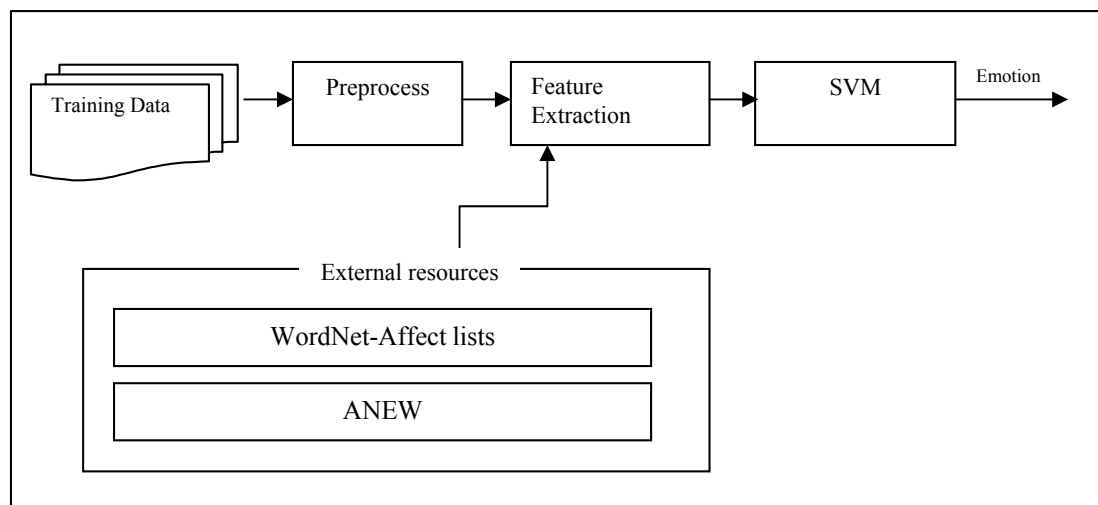 Training Data
Preprocess
Feature
Extraction
SVM
Emotion
External resources
WordNet-Affect lists
ANEW